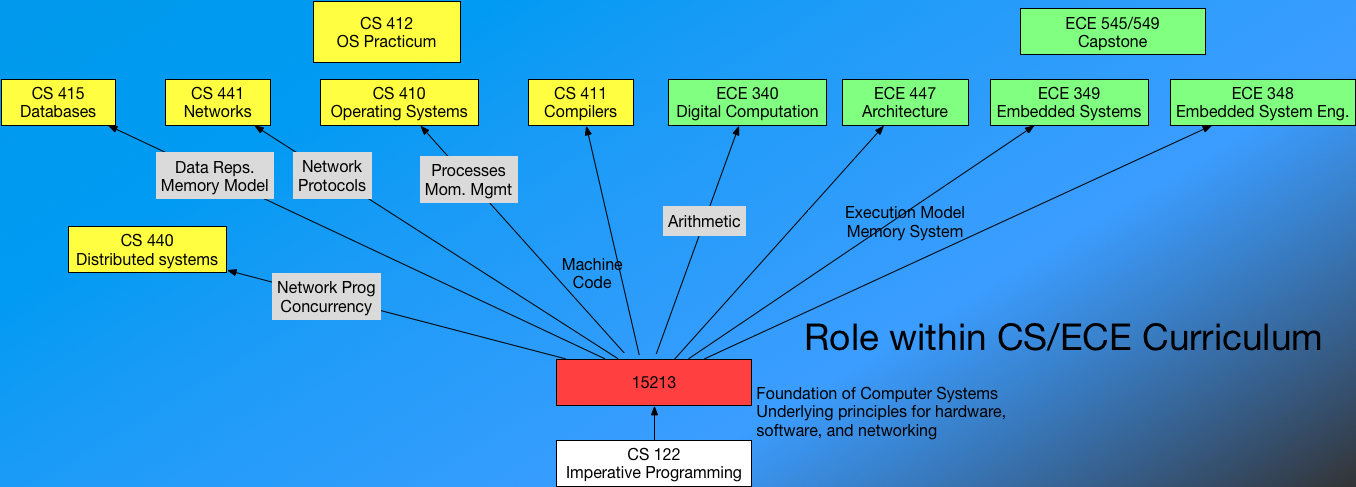 CS 412
OS Practicum
ECE 545/549
Capstone
CS 415
Databases
CS 441
Networks
CS 410
Operating Systems
CS 411
Compilers
ECE 340
Digital Computation
ECE 447
Architecture
ECE 349
Embedded Systems
ECE 348
Embedded System Eng.
Data Reps.
Memory Model
Network
Protocols
Processes
Mom. Mgmt
Arithmetic
Execution Model
Memory System
CS 440
Distributed systems
Machine
Code
Network Prog
Concurrency
Role within CS/ECE Curriculum
15213
Foundation of Computer Systems
Underlying principles for hardware,
software, and networking
CS 122
Imperative Programming